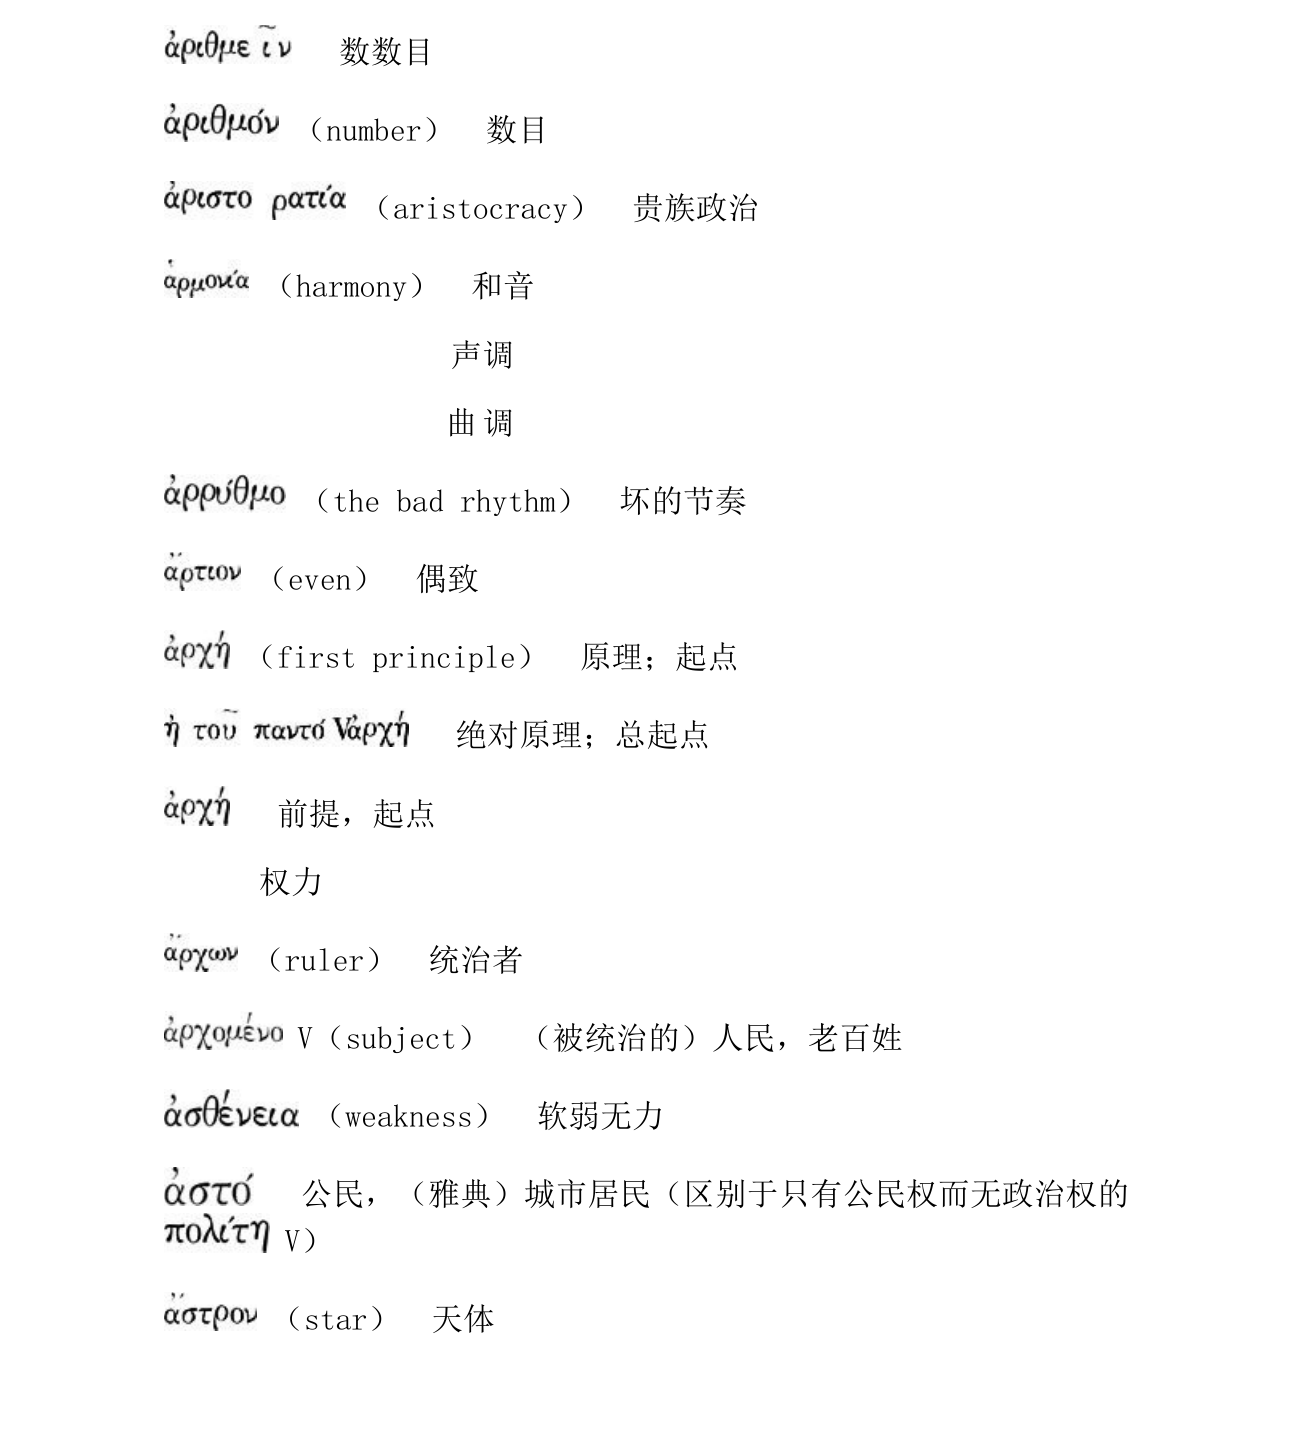 ἀριθμε ῖν 数数目
ἀριθμόν （number） 数目
ἀριστο ρατία （aristocracy） 贵族政治
ἁρμονία （harmony） 和音
声调
曲调
ἀρρύθμο （the bad rhythm） 坏的节奏
ἄρτιον （even） 偶致
ἀρχή （first principle） 原理；起点
ἡ τοῦ παντό Vἀρχή 绝对原理；总起点
ἀρχή 前提，起点
权力
ἄρχων （ruler） 统治者
ἀρχομένο V（subject） （被统治的）人民，老百姓
ἀσθένεια （weakness） 软弱无力
ἀστό 公民，（雅典）城市居民（区别于只有公民权而无政治权的
πολίτη V）
ἄστρον （star） 天体